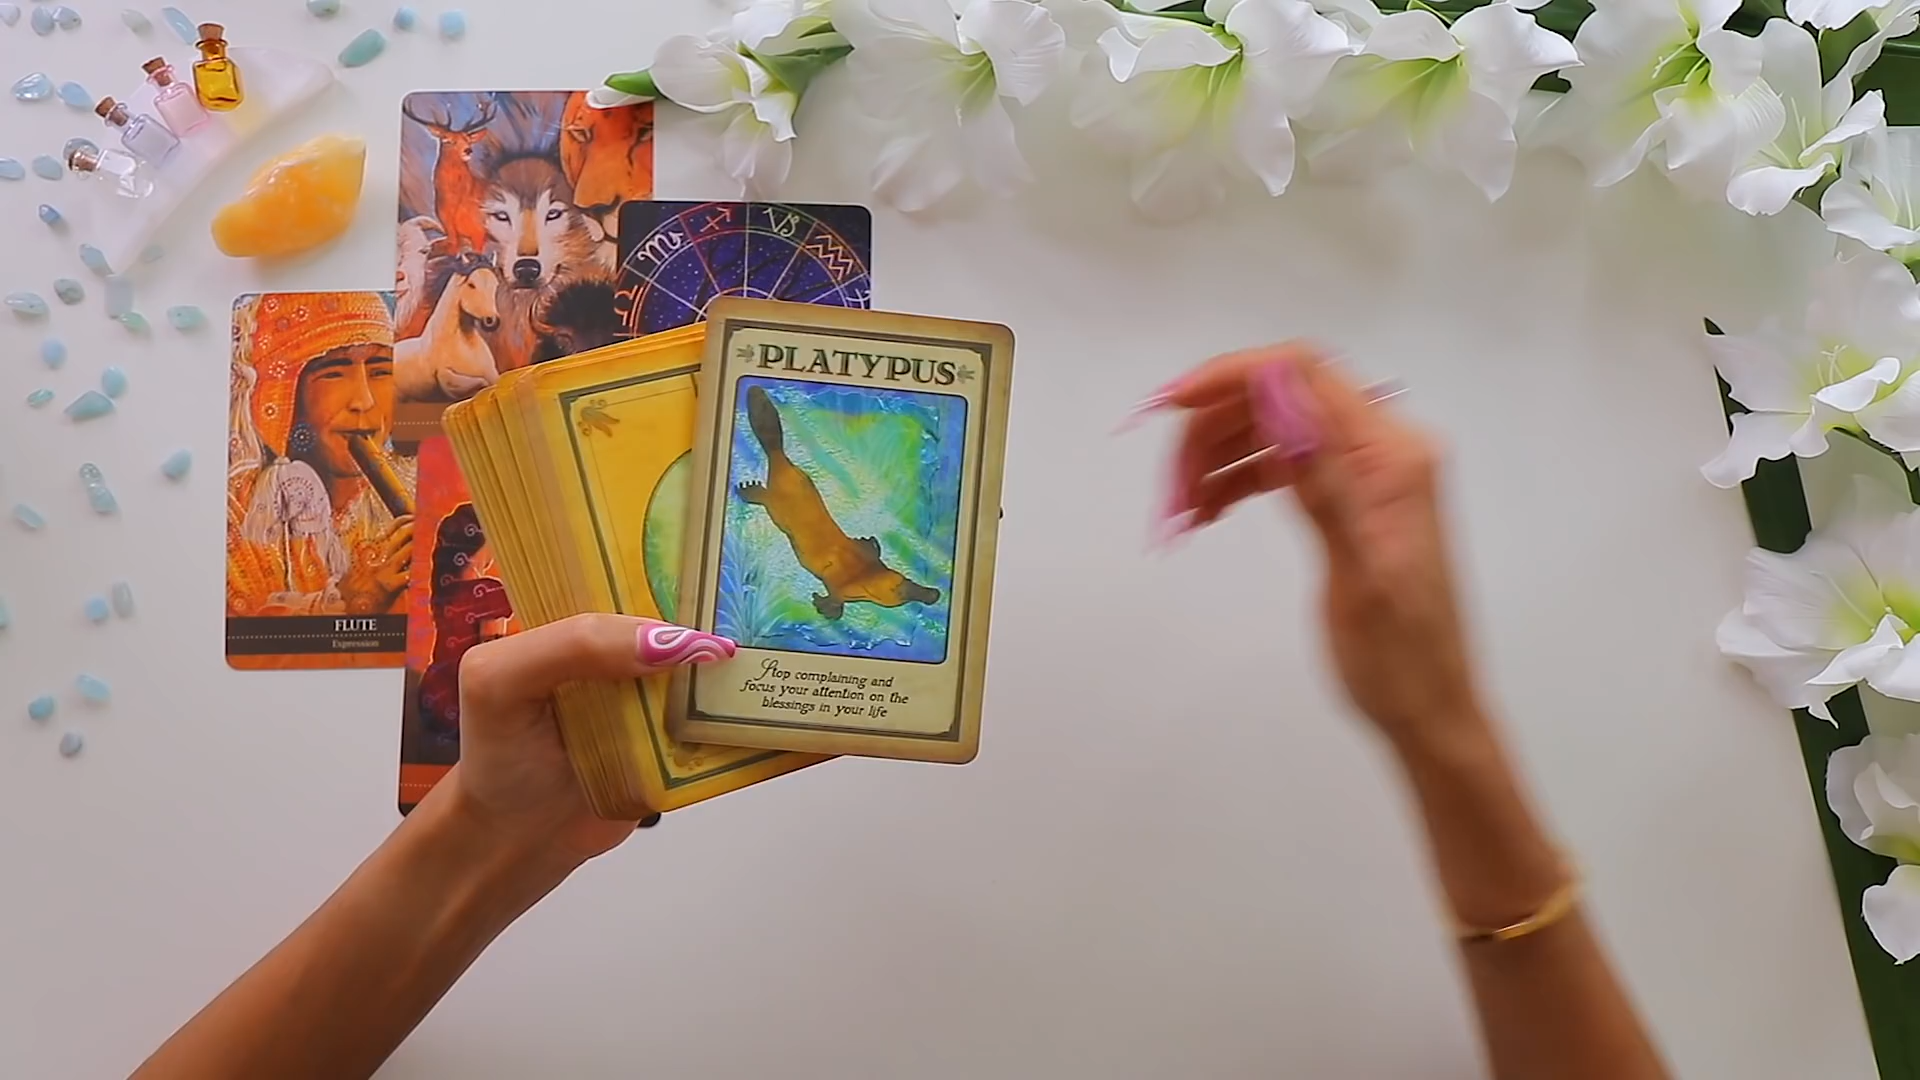 PLATYPUS
Stop complaining and
focus your attention on the
blessings in your life
FLUTE
Expression